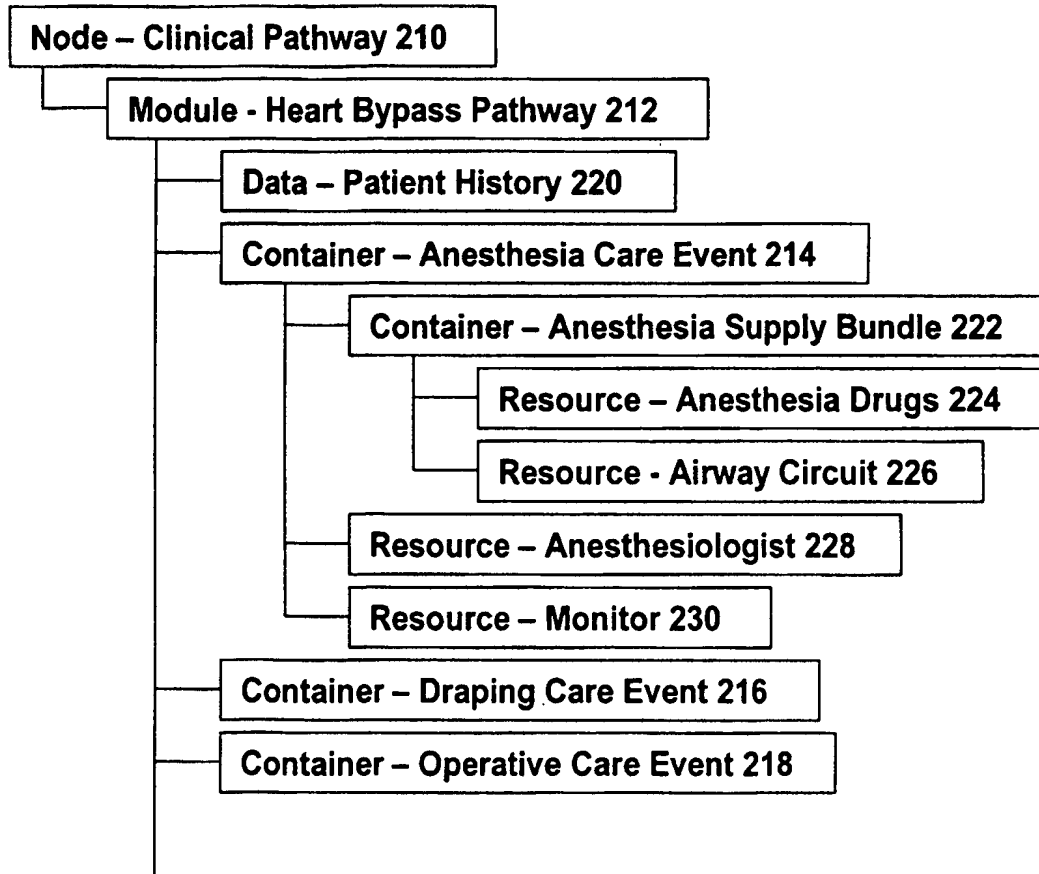 Node – Clinical Pathway 210
Module - Heart Bypass Pathway 212
Data – Patient History 220
Container – Anesthesia Care Event 214
Container – Anesthesia Supply Bundle 222
Resource – Anesthesia Drugs 224
Resource - Airway Circuit 226
Resource – Anesthesiologist 228
Resource – Monitor 230
Container – Draping Care Event 216
Container – Operative Care Event 218